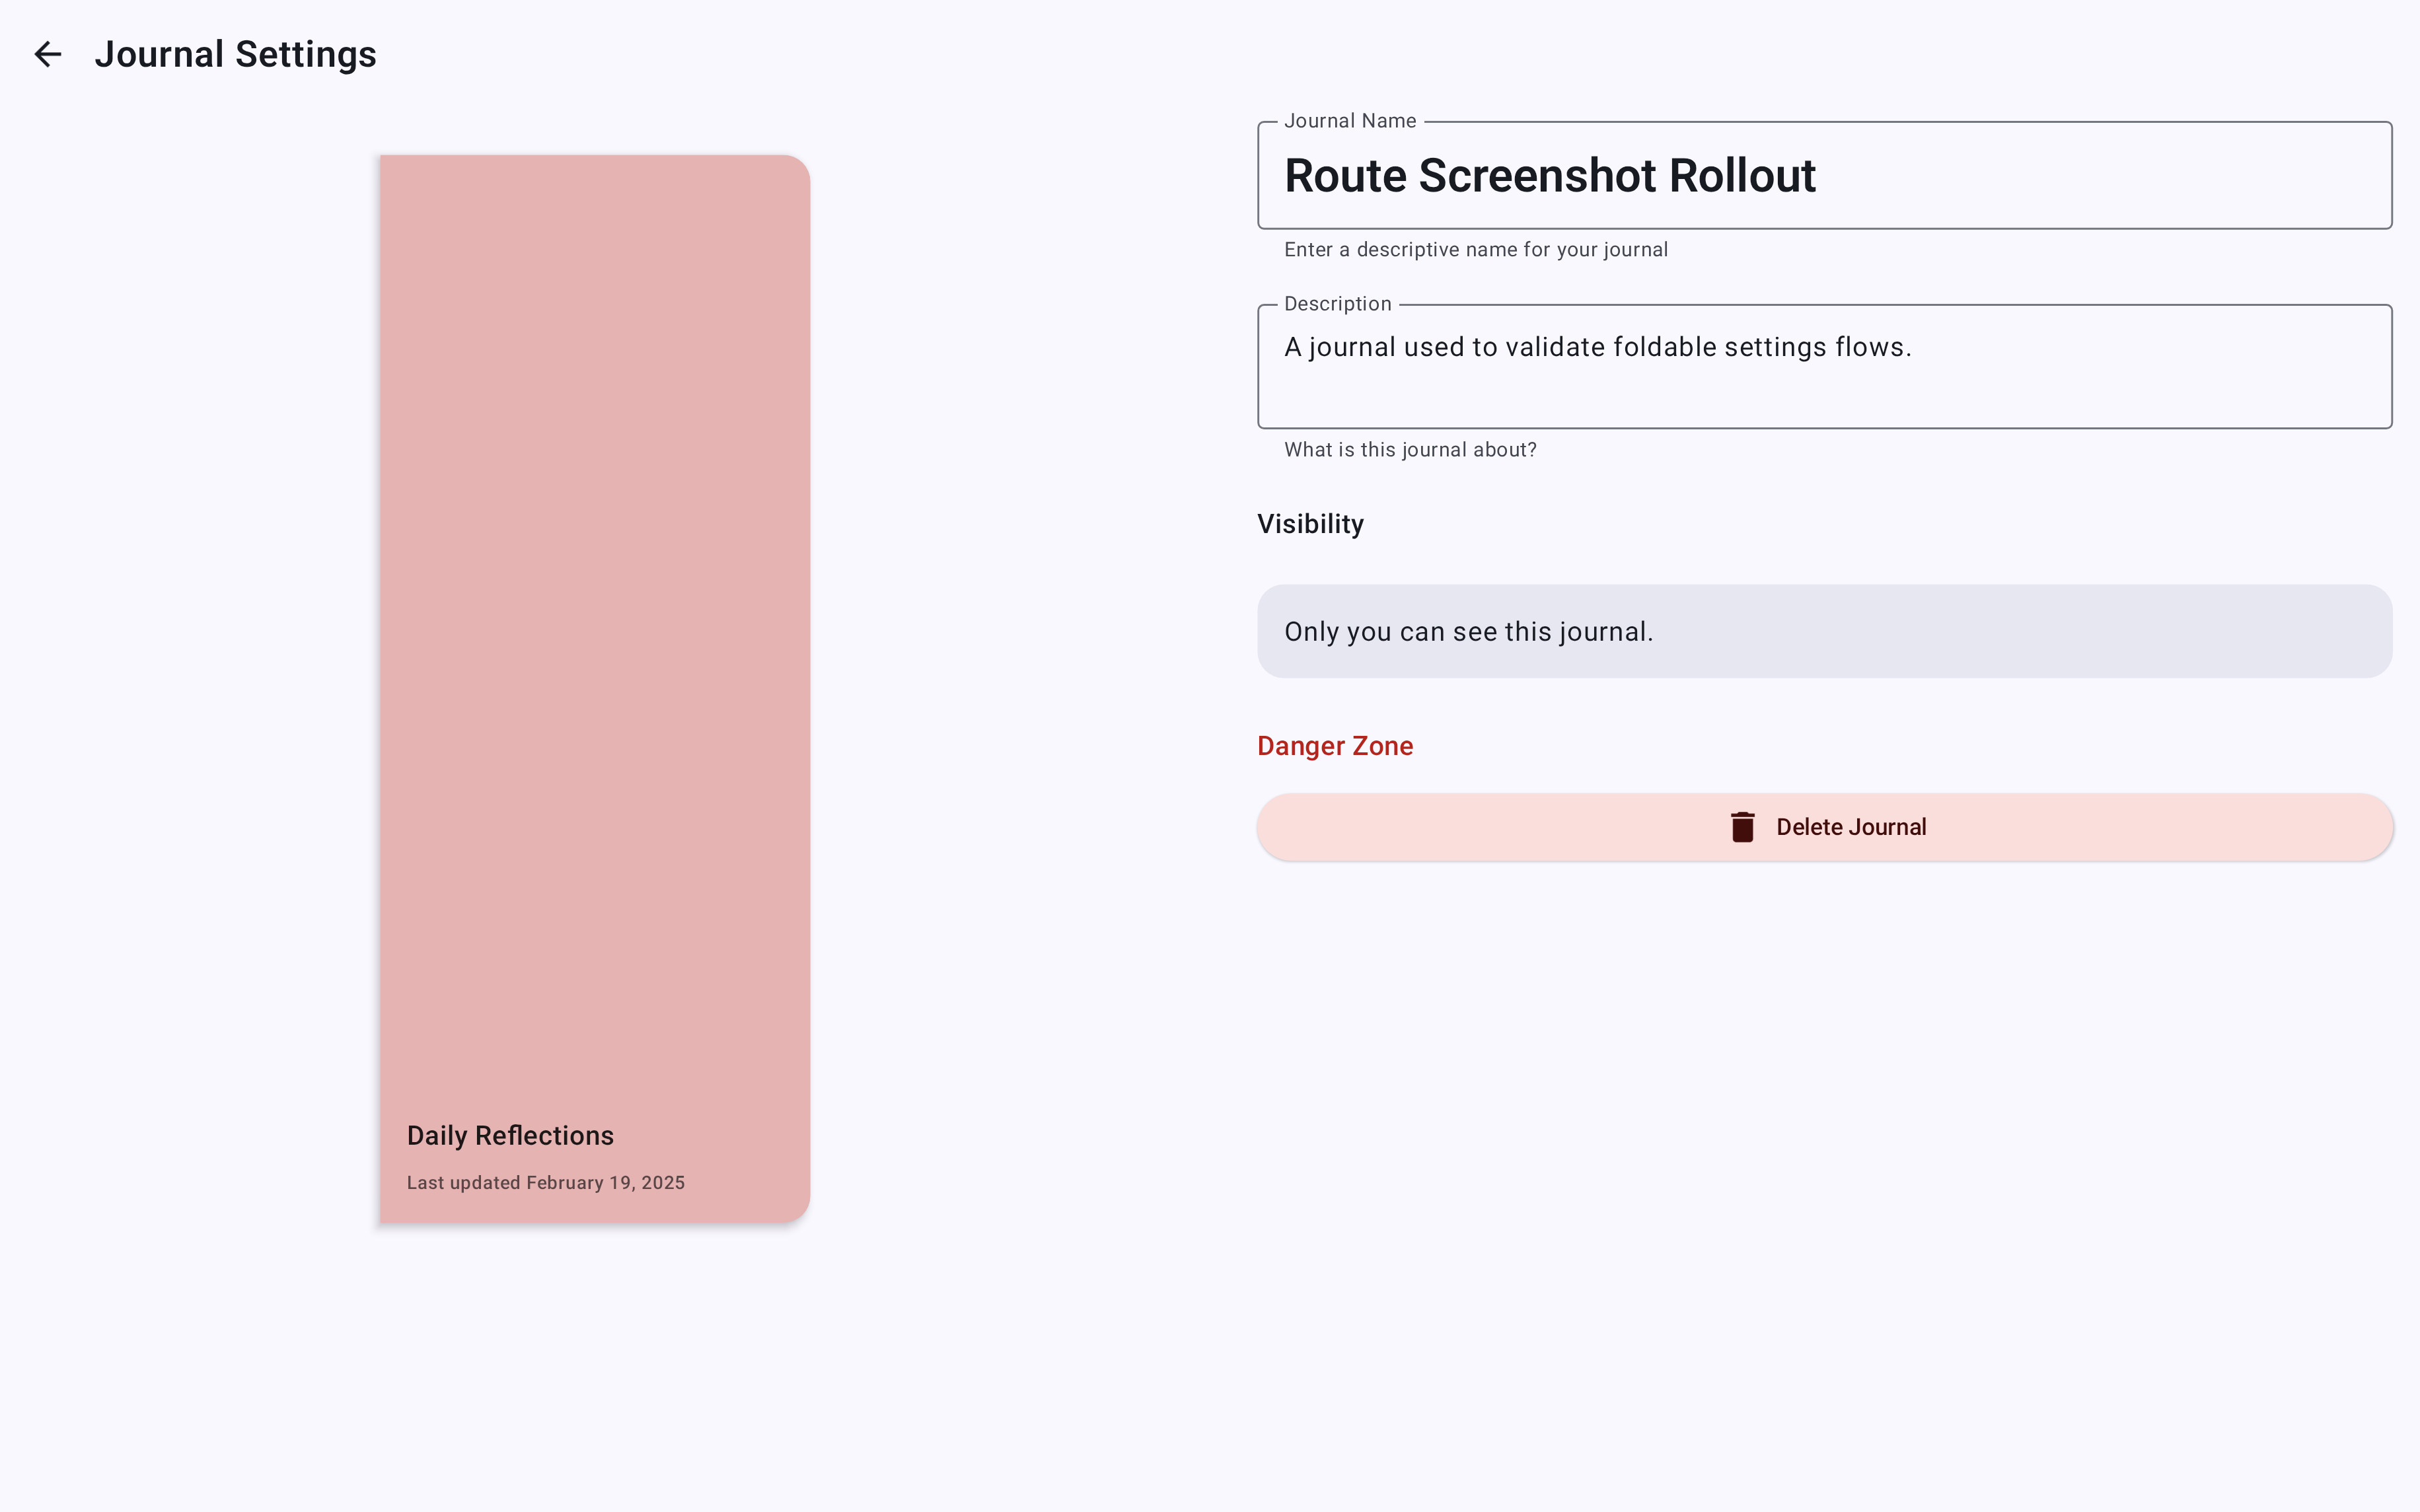 Journal Settings
Daily Reflections
Last updated February 19, 2025
Journal Name
Route Screenshot Rollout
Enter a descriptive name for your journal
Description
A journal used to validate foldable settings flows.
What is this journal about?
Visibility
Only you can see this journal.
Danger Zone
Delete Journal